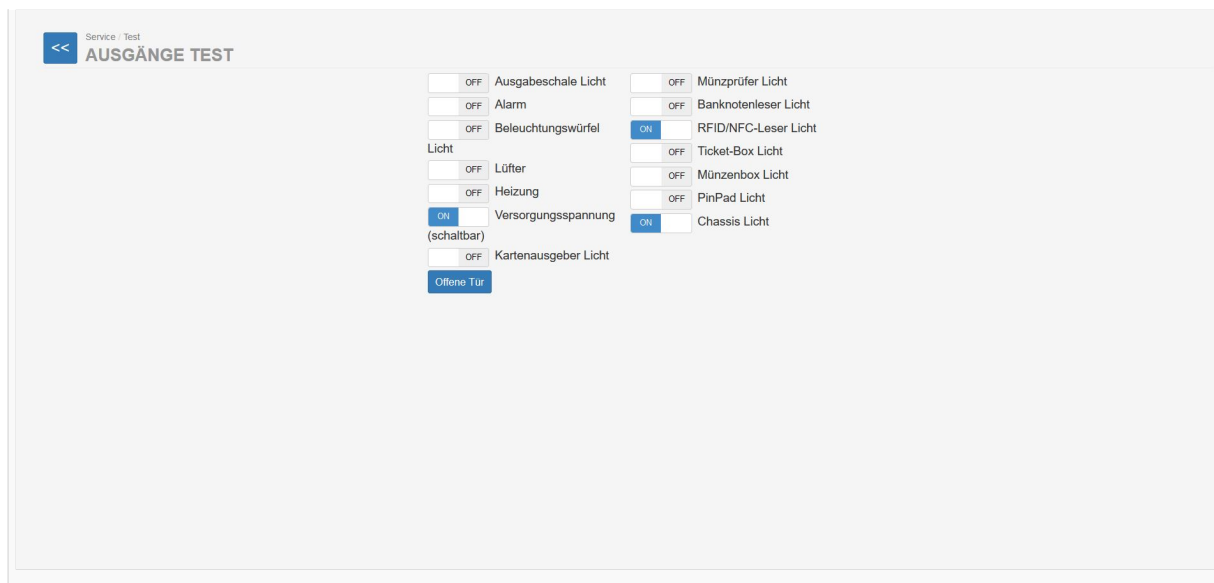 <<
Service / Test
AUSGÄNGE TEST
OFF Ausgabeschale Licht
OFF Alarm
OFF Beleuchtungswürfel
Licht
OFF Lüfter
OFF Heizung
ON Versorgungsspannung
(schaltbar)
OFF Kartenausgeber Licht
Offene Tür
OFF Münzprüfer Licht
OFF Banknotenleser Licht
ON RFID/NFC-Leser Licht
OFF Ticket-Box Licht
OFF Münzenbox Licht
OFF PinPad Licht
ON Chassis Licht